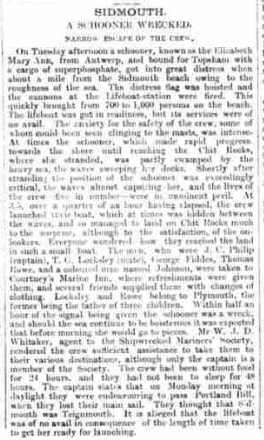 SIDMOUTH.
A SCHOONER WRECKED.
NARROW ESCAPE OF THE CREW.
On Tuesday afternoon a schooner, known as the Elizabeth
Mary Ann, from Antwerp, and bound for Topsham with
a cargo of superphosphate, got into great distress when
about a mile from the Sidmouth beach owing to the
roughness of the sea. The distress flag was hoisted and
the cannons at the Lifeboat-station were fired. This
quickly brought from 700 to 1,000 persons on the beach.
The lifeboat was got in readiness, but its services were of
no avail. The anxiety for the safety of the crew, some of
whom could been seen clinging to the masts, was intense.
At times the schooner, which made rapid progress
towards the shore until reaching the Chit Rocks,
where she stranded, was partly swamped by the
heavy sea, the waves sweeping her decks. Shortly after
stranding the position of the schooner was exceedingly
critical, the waves almost capsizing her, and the lives of
the crew five in number were in imminent peril. At
3.5, over a quarter of an hour having elapsed, the crew
launched their boat, which at times was hidden between
the waves, and so managed to land on Chit Rocks much
to the surprise, although to the satisfaction, of the on-
lookers. Everyone wondered how they reached the land
in such a small boat. The men, who were J. C. Philp
(captain), T. G. Locksley (mate), George Fiddes, Thomas
Rowe, and a coloured man named Johnson, were taken to
Courtney's Marine Inn, where refreshments were given
them, and several friends supplied them with changes of
clothing. Locksley and Rowe belong to Plymouth, the
former being the father of three children. Within half an
hour of the signal being given the schooner was a wreck,
and should the sea continue to be boisterous it was expected
that before morning she would go to pieces. Mr W. J. D.
Whitaker, agent to the Shipwrecked Mariners' Society,
rendered the crew sufficient assistance to take them to
their various destinations, although only the captain is a
member of the Society. The crew had been without food
for 24 hours, and they had not been to sleep for 48
hours. The captain states that on Monday morning at
daylight they were endeavouring to pass Portland Bill,
when they lost their main sail. They thought that Sid-
mouth was Teignmouth. It is alleged that the lifeboat
was of no avail in consequence of the length of time taken
to get her ready for launching.